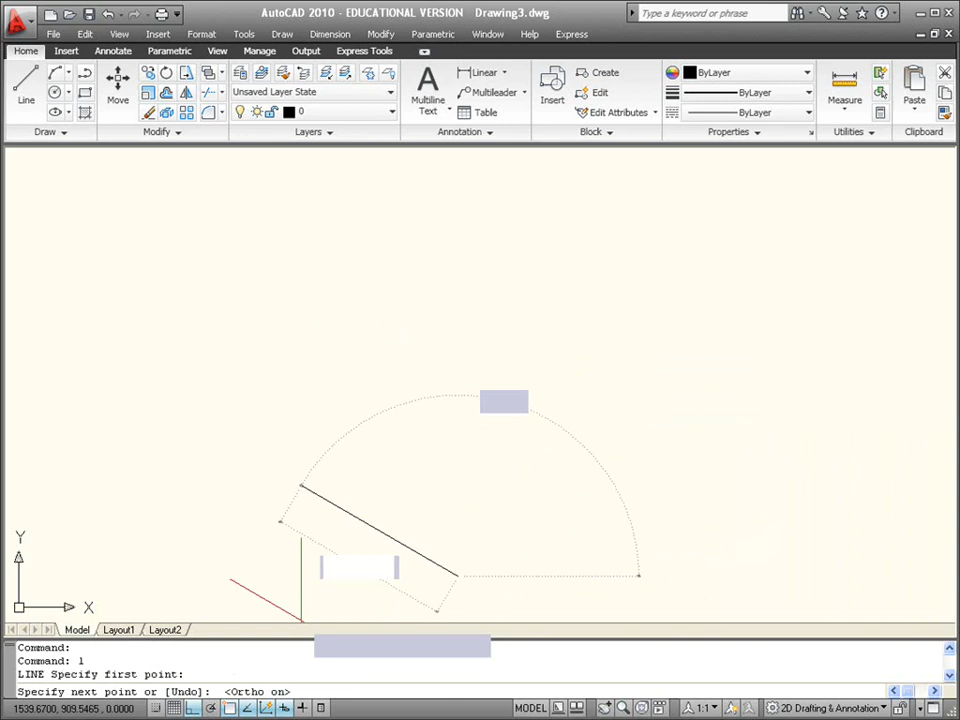 AutoCAD 2010 - EDUCATIONAL VERSION Drawing3.dwg
Type a keyword or phrase
File Edit View Insert Format Tools Draw Dimension Modify Parametric Window Help Express
Home Insert Annotate Parametric View Manage Output Express Tools
Line
Move
Unsaved Layer State
0
A
Multiline
Text
Linear
Multileader
Table
Insert
Create
Edit
Edit Attributes
ByLayer
ByLayer
ByLayer
Measure
Paste
Draw Modify Layers Annotation Block Properties Utilities Clipboard
Y
X
Model Layout1 Layout2
Command:
Command: l
LINE Specify first point:
Specify next point or [Undo]: <Ortho on>
1539.6700, 909.5465, 0.0000
MODEL
1:1
2D Drafting & Annotation